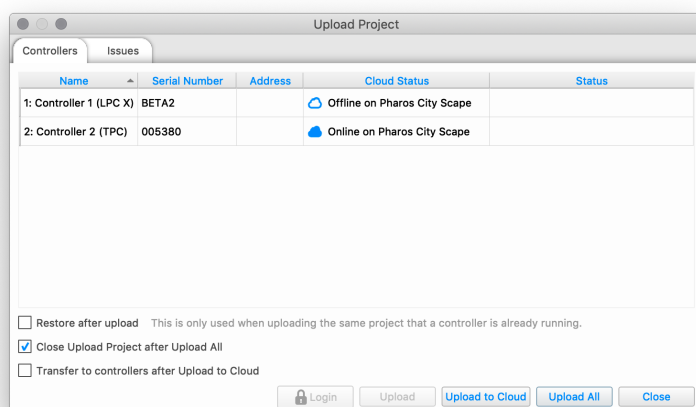 Upload Project
Controllers Issues
Name Serial Number Address Cloud Status Status
1: Controller 1 (LPC X) BETA2 Offline on Pharos City Scape
2: Controller 2 (TPC) 005380 Online on Pharos City Scape
Restore after upload This is only used when uploading the same project that a controller is already running.
Close Upload Project after Upload All
Transfer to controllers after Upload to Cloud
Login Upload Upload to Cloud Upload All Close